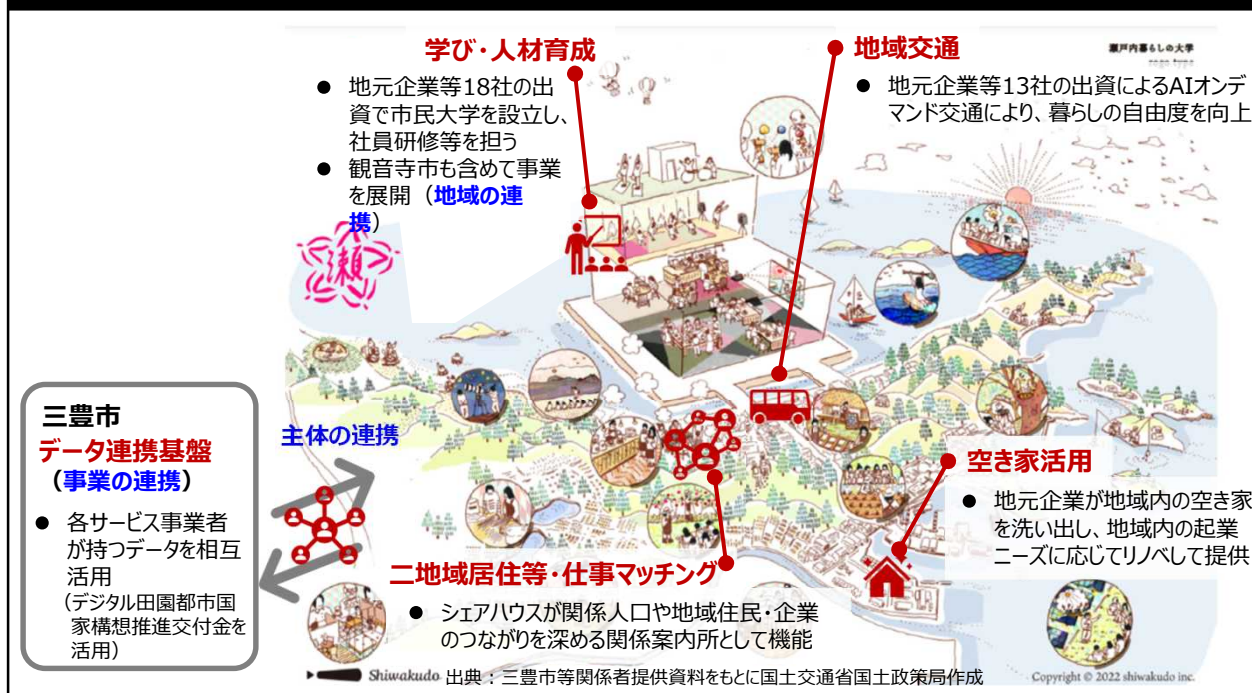 学び・人材育成
● 地元企業等18社の出
資で市民大学を設立し、
社員研修等を担う
● 観音寺市も含めて事業
を展開（地域の連
携）
地域交通
● 地元企業等13社の出資によるAIオンデ
マンド交通により、暮らしの自由度を向上
瀬戸内暮らしの大学
logo type
瀬
三豊市
データ連携基盤
（事業の連携）
● 各サービス事業者
が持つデータを相互
活用
（デジタル田園都市国
家構想推進交付金を
活用）
主体の連携
空き家活用
● 地元企業が地域内の空き家
を洗い出し、地域内の起業
ニーズに応じてリノベして提供
二地域居住等・仕事マッチング
● シェアハウスが関係人口や地域住民・企業
のつながりを深める関係案内所として機能
Shiwakudo 出典：三豊市等関係者提供資料をもとに国土交通省国土政策局作成
Copyright © 2022 shiwakudo inc.